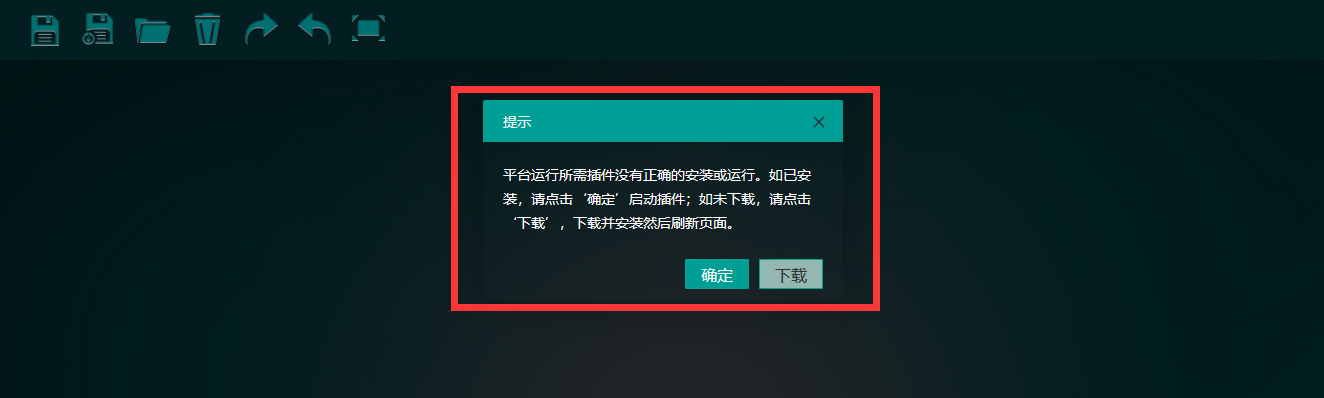 提示
平台运行所需插件没有正确的安装或运行。如已安
装，请点击‘确定’启动插件；如未下载，请点击
‘下载’，下载并安装然后刷新页面。
确定 下载